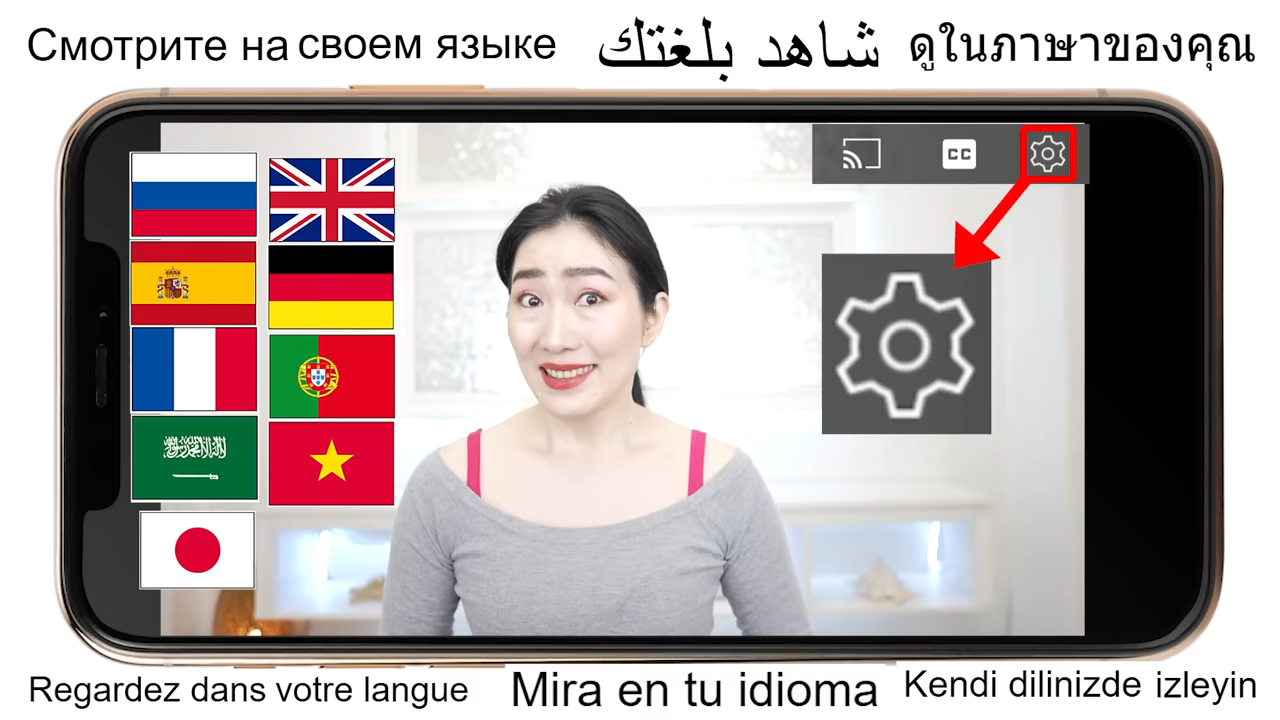 Смотрите на своем языке
شاهد بلغتك
ดูในภาษาของคุณ
CC
Regardez dans votre langue
Mira en tu idioma
Kendi dilinizde izleyin